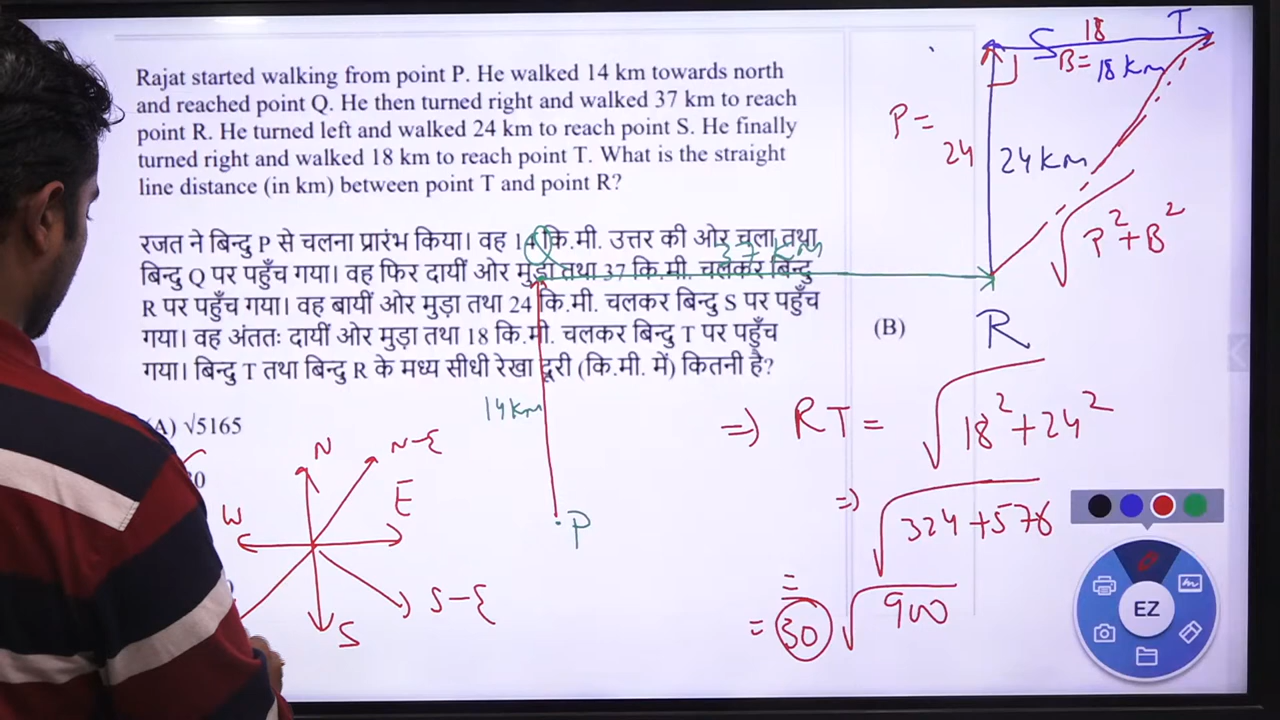 Rajat started walking from point P. He walked 14 km towards north
and reached point Q. He then turned right and walked 37 km to reach
point R. He turned left and walked 24 km to reach point S. He finally
turned right and walked 18 km to reach point T. What is the straight
line distance (in km) between point T and point R?
रजत ने बिन्दु P से चलना प्रारंभ किया। वह 14 कि.मी. उत्तर की ओर चला तथा
बिन्दु Q पर पहुँच गया। वह फिर दायीं ओर मुड़ा तथा 37 कि.मी. चलकर बिन्दु
R पर पहुँच गया। वह बायीं ओर मुड़ा तथा 24 कि.मी. चलकर बिन्दु S पर पहुँच
गया। वह अंततः दायीं ओर मुड़ा तथा 18 कि.मी. चलकर बिन्दु T पर पहुँच
गया। बिन्दु T तथा बिन्दु R के मध्य सीधी रेखा दूरी (कि.मी. में) कितनी है?
A) √5165
(B)
N
N-E
W
E
S-E
S
14km
P
Q
37 km
R
S 18 T
B= 18 km
P= 24
24 km
√P²+B²
=) RT = √18²+24²
=) √324+576
=
= 30 √900
EZ